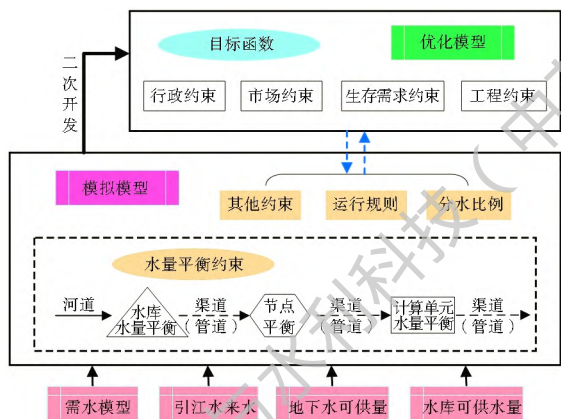 目标函数
优化模型
二次开发
行政约束
市场约束
生存需求约束
工程约束
模拟模型
其他约束
运行规则
分水比例
水量平衡约束
河道
水库
水量平衡
渠道
(管道)
节点
平衡
渠道
(管道)
计算单元
水量平衡
渠道
(管道)
需水模型
引江水来水
地下水可供量
水库可供水量
水利科技(中